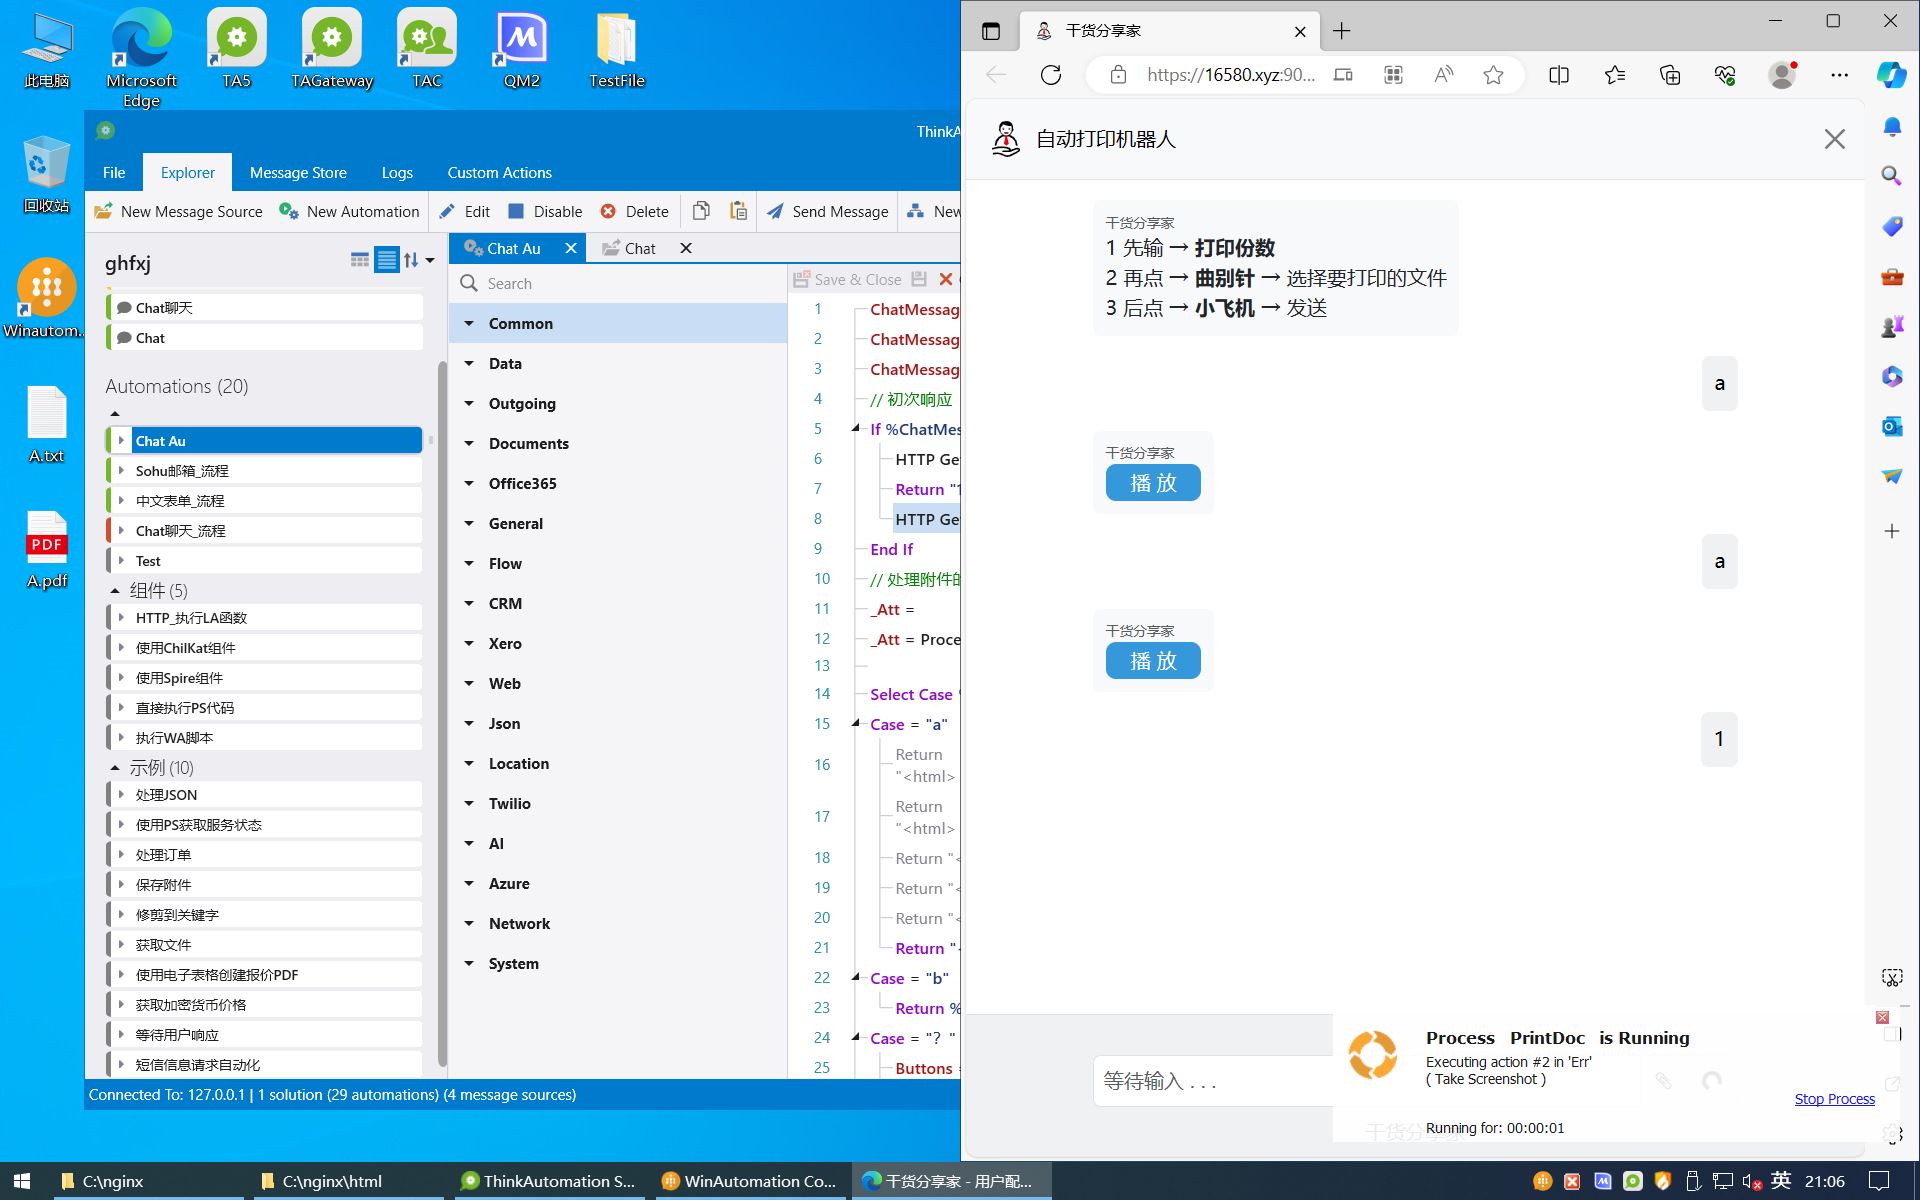 此电脑
Microsoft
Edge
TA5
TAGateway
TAC
QM2
TestFile
回收站
Winautom...
A.txt
PDF
A.pdf
ThinkA
File
Explorer
Message Store
Logs
Custom Actions
New Message Source
New Automation
Edit
Disable
Delete
Send Message
New
ghfxj
Chat聊天
Chat
Automations (20)
Chat Au
Sohu邮箱_流程
中文表单_流程
Chat聊天_流程
Test
组件 (5)
HTTP_执行LA函数
使用ChilKat组件
使用Spire组件
直接执行PS代码
执行WA脚本
示例 (10)
处理JSON
使用PS获取服务状态
处理订单
保存附件
修剪到关键字
获取文件
使用电子表格创建报价PDF
获取加密货币价格
等待用户响应
短信信息请求自动化
Chat Au
Chat
Search
Common
Data
Outgoing
Documents
Office365
General
Flow
CRM
Xero
Web
Json
Location
Twilio
AI
Azure
Network
System
Save & Close
1 ChatMessag
2 ChatMessag
3 ChatMessag
4 // 初次响应
5 If %ChatMes
6 HTTP Ge
7 Return "1
8 HTTP Ge
9 End If
10 // 处理附件的
11 _Att =
12 _Att = Proce
13
14 Select Case
15 Case = "a"
16 Return
"<html>
17 Return
"<html>
18 Return "<
19 Return "<
20 Return "<
21 Return "<
22 Case = "b"
23 Return %
24 Case = "? "
25 Buttons =
Connected To: 127.0.0.1 | 1 solution (29 automations) (4 message sources)
干货分享家
https://16580.xyz:90...
自动打印机器人
干货分享家
1 先输 → 打印份数
2 再点 → 曲别针 → 选择要打印的文件
3 后点 → 小飞机 → 发送
a
干货分享家
播 放
a
干货分享家
播 放
1
等待输入 . . .
Process PrintDoc is Running
Executing action #2 in 'Err'
( Take Screenshot )
Stop Process
Running for: 00:00:01
干货分享家
C:\nginx
C:\nginx\html
ThinkAutomation S...
WinAutomation Co...
干货分享家 - 用户配...
英
21:06